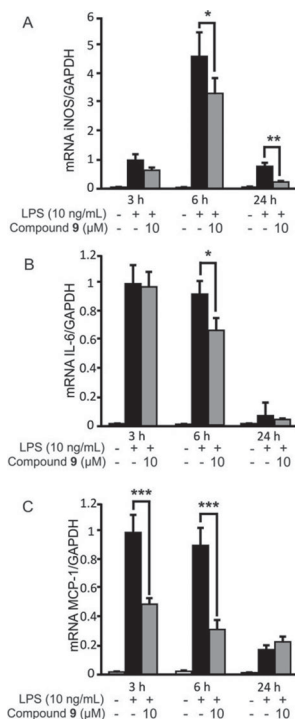 A
mRNA iNOS/GAPDH
6
5
4
3
2
1
0
*
**
3 h 6 h 24 h
LPS (10 ng/mL) - + + - + + - + +
Compound 9 (µM) - - 10 - - 10 - - 10
B
mRNA IL-6/GAPDH
1.2
1
0.8
0.6
0.4
0.2
0
*
3 h 6 h 24 h
LPS (10 ng/mL) - + + - + + - + +
Compound 9 (µM) - - 10 - - 10 - - 10
C
mRNA MCP-1/GAPDH
1.2
1
0.8
0.6
0.4
0.2
0
***
***
3 h 6 h 24 h
LPS (10 ng/mL) - + + - + + - + +
Compound 9 (µM) - - 10 - - 10 - - 10